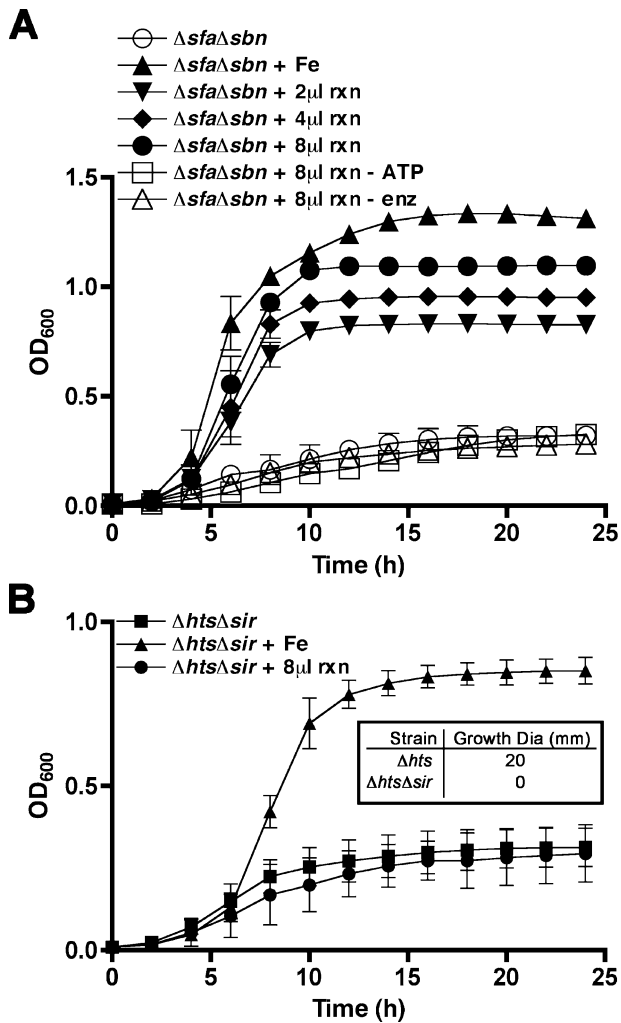 A
ΔsfaΔsbn
ΔsfaΔsbn + Fe
ΔsfaΔsbn + 2µl rxn
ΔsfaΔsbn + 4µl rxn
ΔsfaΔsbn + 8µl rxn
ΔsfaΔsbn + 8µl rxn - ATP
ΔsfaΔsbn + 8µl rxn - enz
1.5
1.0
0.5
0.0
OD600
0 5 10 15 20 25
Time (h)
B
ΔhtsΔsir
ΔhtsΔsir + Fe
ΔhtsΔsir + 8µl rxn
1.0
0.5
0.0
OD600
Strain Growth Dia (mm)
Δhts 20
ΔhtsΔsir 0
0 5 10 15 20 25
Time (h)